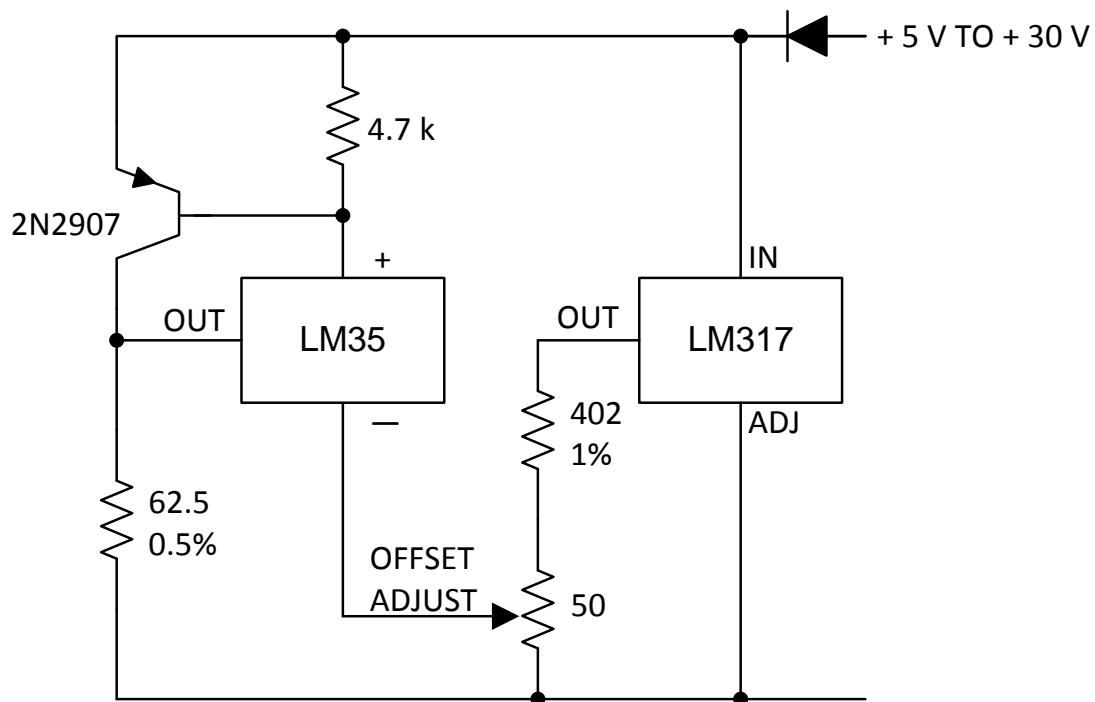 + 5 V TO + 30 V
4.7 k
2N2907
+
IN
OUT
LM35
OUT
LM317
—
402
1%
ADJ
62.5
0.5%
OFFSET
ADJUST
50